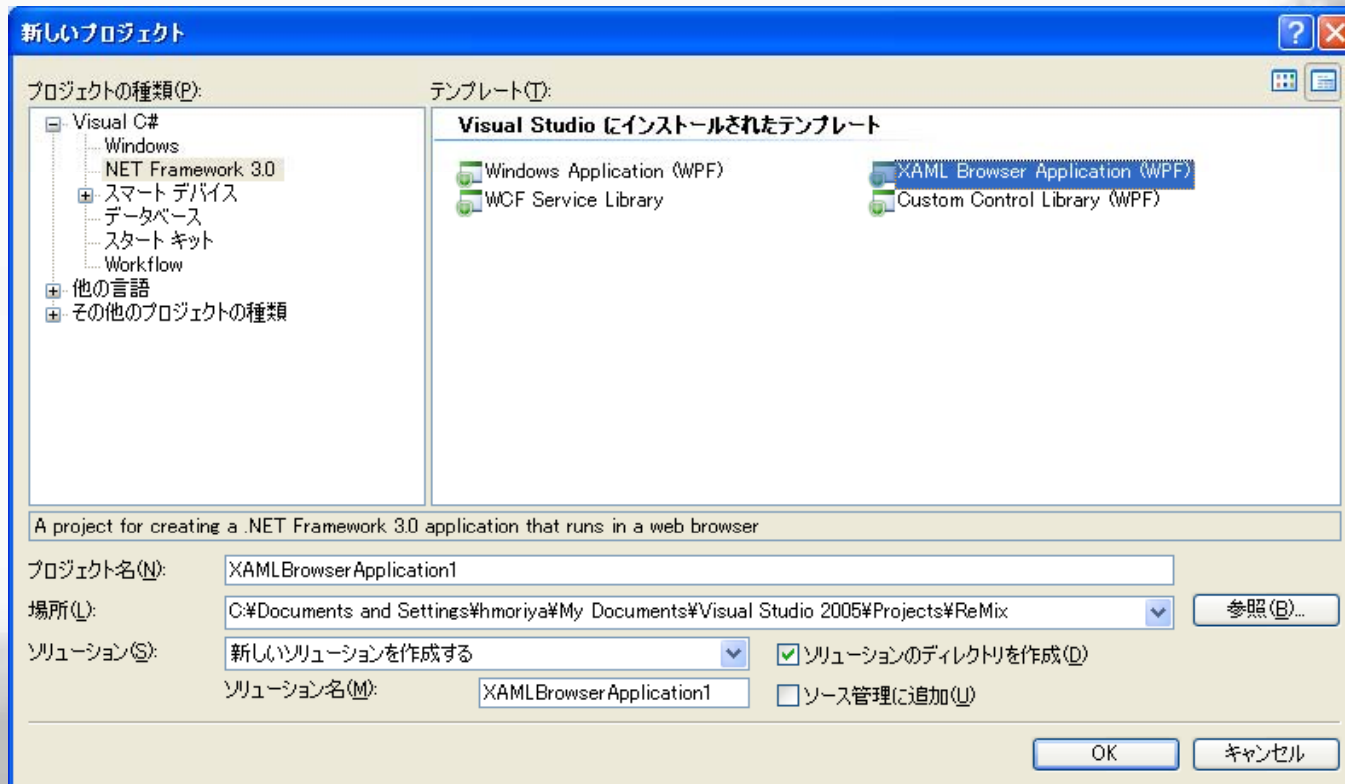 新しいプロジェクト
プロジェクトの種類(P):
テンプレート(T):
Visual C#
Windows
NET Framework 3.0
スマート デバイス
データベース
スタート キット
Workflow
他の言語
その他のプロジェクトの種類
Visual Studio にインストールされたテンプレート
Windows Application (WPF)
XAML Browser Application (WPF)
WCF Service Library
Custom Control Library (WPF)
A project for creating a .NET Framework 3.0 application that runs in a web browser
プロジェクト名(N):
XAMLBrowserApplication1
場所(L):
C:¥Documents and Settings¥hmoriya¥My Documents¥Visual Studio 2005¥Projects¥ReMix
参照(B)...
ソリューション(S):
新しいソリューションを作成する
ソリューションのディレクトリを作成(D)
ソリューション名(M):
XAMLBrowserApplication1
ソース管理に追加(U)
OK
キャンセル